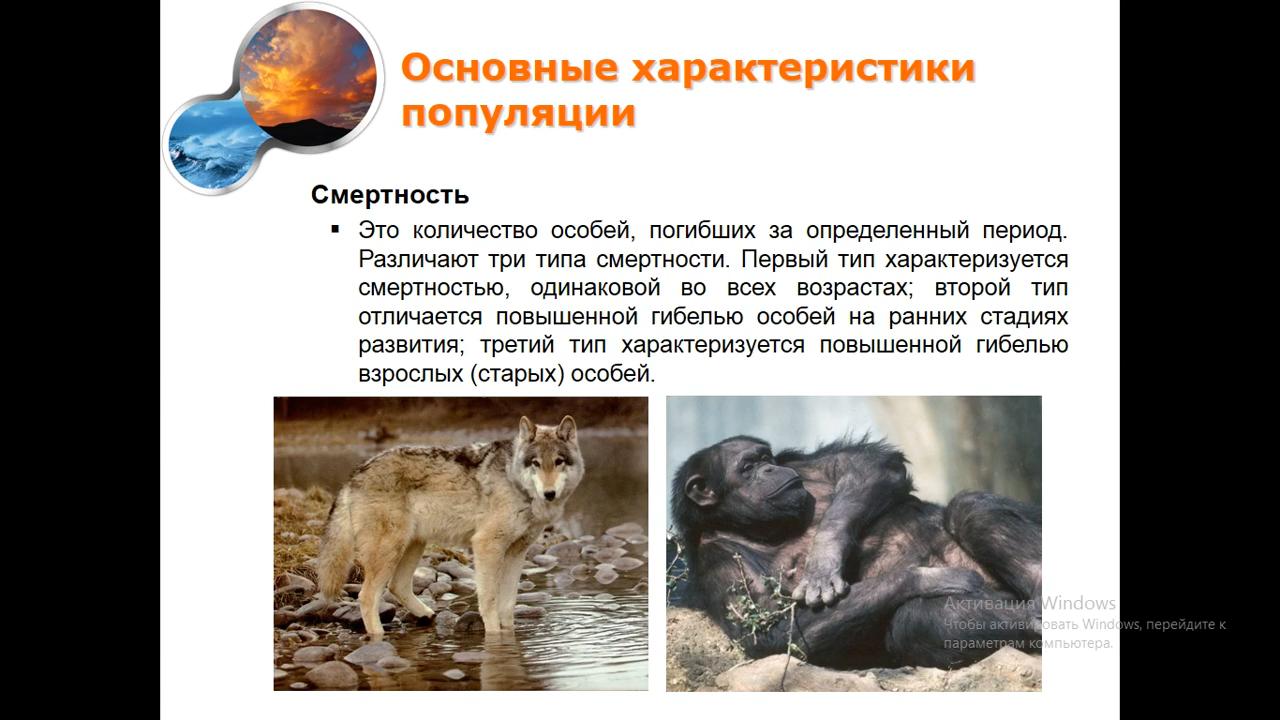 Основные характеристики
популяции
Смертность
▪ Это количество особей, погибших за определенный период.
Различают три типа смертности. Первый тип характеризуется
смертностью, одинаковой во всех возрастах; второй тип
отличается повышенной гибелью особей на ранних стадиях
развития; третий тип характеризуется повышенной гибелью
взрослых (старых) особей.
Активация Windows
Чтобы активировать Windows, перейдите к
параметрам компьютера.